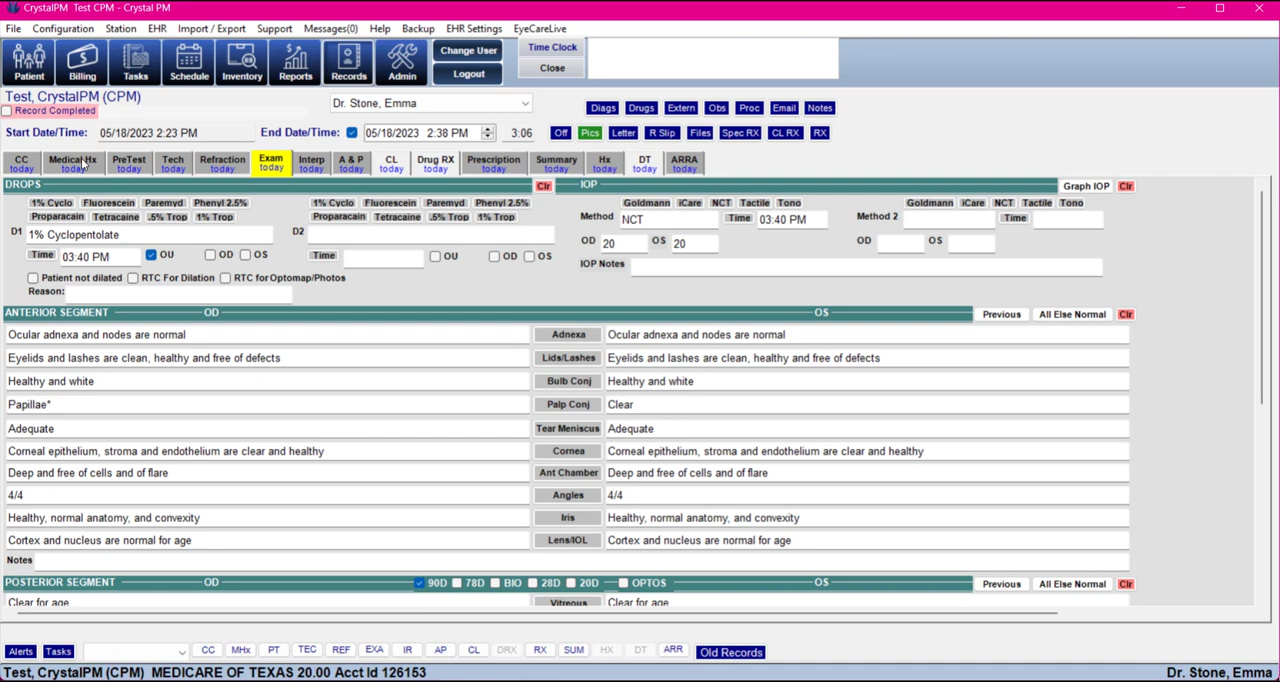 CrystalPM Test CPM - Crystal PM
File Configuration Station EHR Import / Export Support Messages(0) Help Backup EHR Settings EyeCareLive
Patient Billing Tasks Schedule Inventory Reports Records Admin Change User Logout Time Clock Close
Test, CrystalPM (CPM)
Record Completed
Dr. Stone, Emma
Diags Drugs Extern Obs Proc Email Notes
Start Date/Time: 05/18/2023 2:23 PM End Date/Time: 05/18/2023 2:38 PM 3:06 Off Pics Letter R Slip Files Spec RX CL RX RX
CC Medical Hx PreTest Tech Refraction Exam Interp A & P CL Drug RX Prescription Summary Hx DT ARRA
today today today today today today today today today today today today today today today
DROPS Clr IOP Graph IOP Clr
1% Cyclo Fluorescein Paremyd Phenyl 2.5% 1% Cyclo Fluorescein Paremyd Phenyl 2.5% Goldmann iCare NCT Tactile Tono Goldmann iCare NCT Tactile Tono
Proparacain Tetracaine .5% Trop 1% Trop Proparacain Tetracaine .5% Trop 1% Trop Method NCT Time 03:40 PM Method 2 Time
D1 1% Cyclopentolate D2 OD 20 OS 20 OD OS
Time 03:40 PM OU OD OS Time OU OD OS IOP Notes
Patient not dilated RTC For Dilation RTC for Optomap/Photos
Reason:
ANTERIOR SEGMENT OD OS Previous All Else Normal Clr
Ocular adnexa and nodes are normal Adnexa Ocular adnexa and nodes are normal
Eyelids and lashes are clean, healthy and free of defects Lids/Lashes Eyelids and lashes are clean, healthy and free of defects
Healthy and white Bulb Conj Healthy and white
Papillae* Palp Conj Clear
Adequate Tear Meniscus Adequate
Corneal epithelium, stroma and endothelium are clear and healthy Cornea Corneal epithelium, stroma and endothelium are clear and healthy
Deep and free of cells and of flare Ant Chamber Deep and free of cells and of flare
4/4 Angles 4/4
Healthy, normal anatomy, and convexity Iris Healthy, normal anatomy, and convexity
Cortex and nucleus are normal for age Lens/IOL Cortex and nucleus are normal for age
Notes
POSTERIOR SEGMENT OD 90D 78D BIO 28D 20D OPTOS OS Previous All Else Normal Clr
Clear for age Vitreous Clear for age
Alerts Tasks CC MHx PT TEC REF EXA IR AP CL DRX RX SUM HX DT ARR Old Records
Test, CrystalPM (CPM) MEDICARE OF TEXAS 20.00 Acct Id 126153 Dr. Stone, Emma